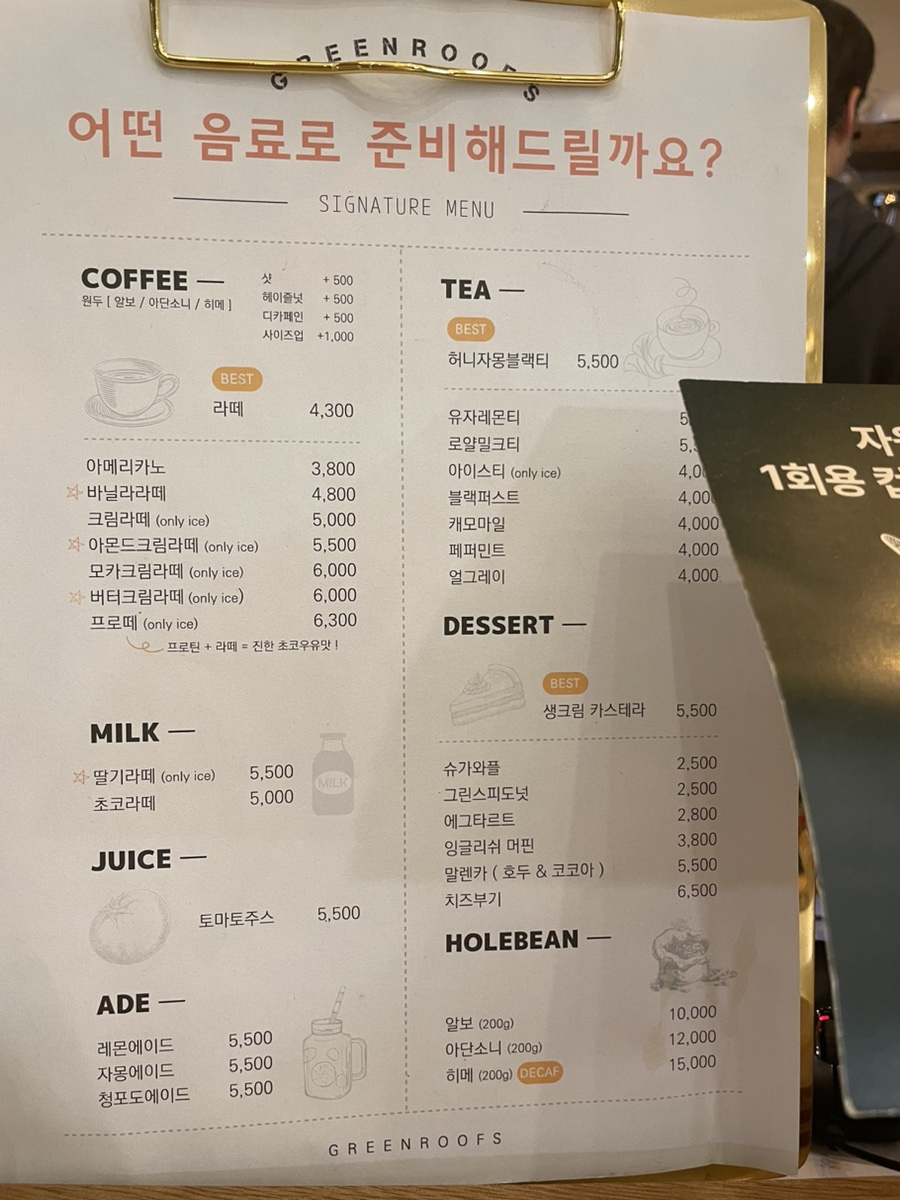 GREENROOFS
어떤 음료로 준비해드릴까요?
SIGNATURE MENU
COFFEE —
원두 [ 알보 / 아단소니 / 히메 ]
샷 + 500
헤이즐넛 + 500
디카페인 + 500
사이즈업 +1,000
BEST
라떼 4,300
아메리카노 3,800
바닐라라떼 4,800
크림라떼 (only ice) 5,000
아몬드크림라떼 (only ice) 5,500
모카크림라떼 (only ice) 6,000
버터크림라떼 (only ice) 6,000
프로떼 (only ice) 6,300
프로틴 + 라떼 = 진한 초코우유맛 !
MILK —
딸기라떼 (only ice) 5,500
초코라떼 5,000
MILK
JUICE —
토마토주스 5,500
ADE —
레몬에이드 5,500
자몽에이드 5,500
청포도에이드 5,500
TEA —
BEST
허니자몽블랙티 5,500
유자레몬티
로얄밀크티
아이스티 (only ice)
블랙퍼스트 4,000
캐모마일 4,000
페퍼민트 4,000
얼그레이 4,000
DESSERT —
BEST
생크림 카스테라 5,500
슈가와플 2,500
그린스피도넛 2,500
에그타르트 2,800
잉글리쉬 머핀 3,800
말렌카 ( 호두 & 코코아 ) 5,500
치즈부기 6,500
HOLEBEAN —
알보 (200g) 10,000
아단소니 (200g) 12,000
히메 (200g) DECAF 15,000
GREENROOFS
1회용 컵